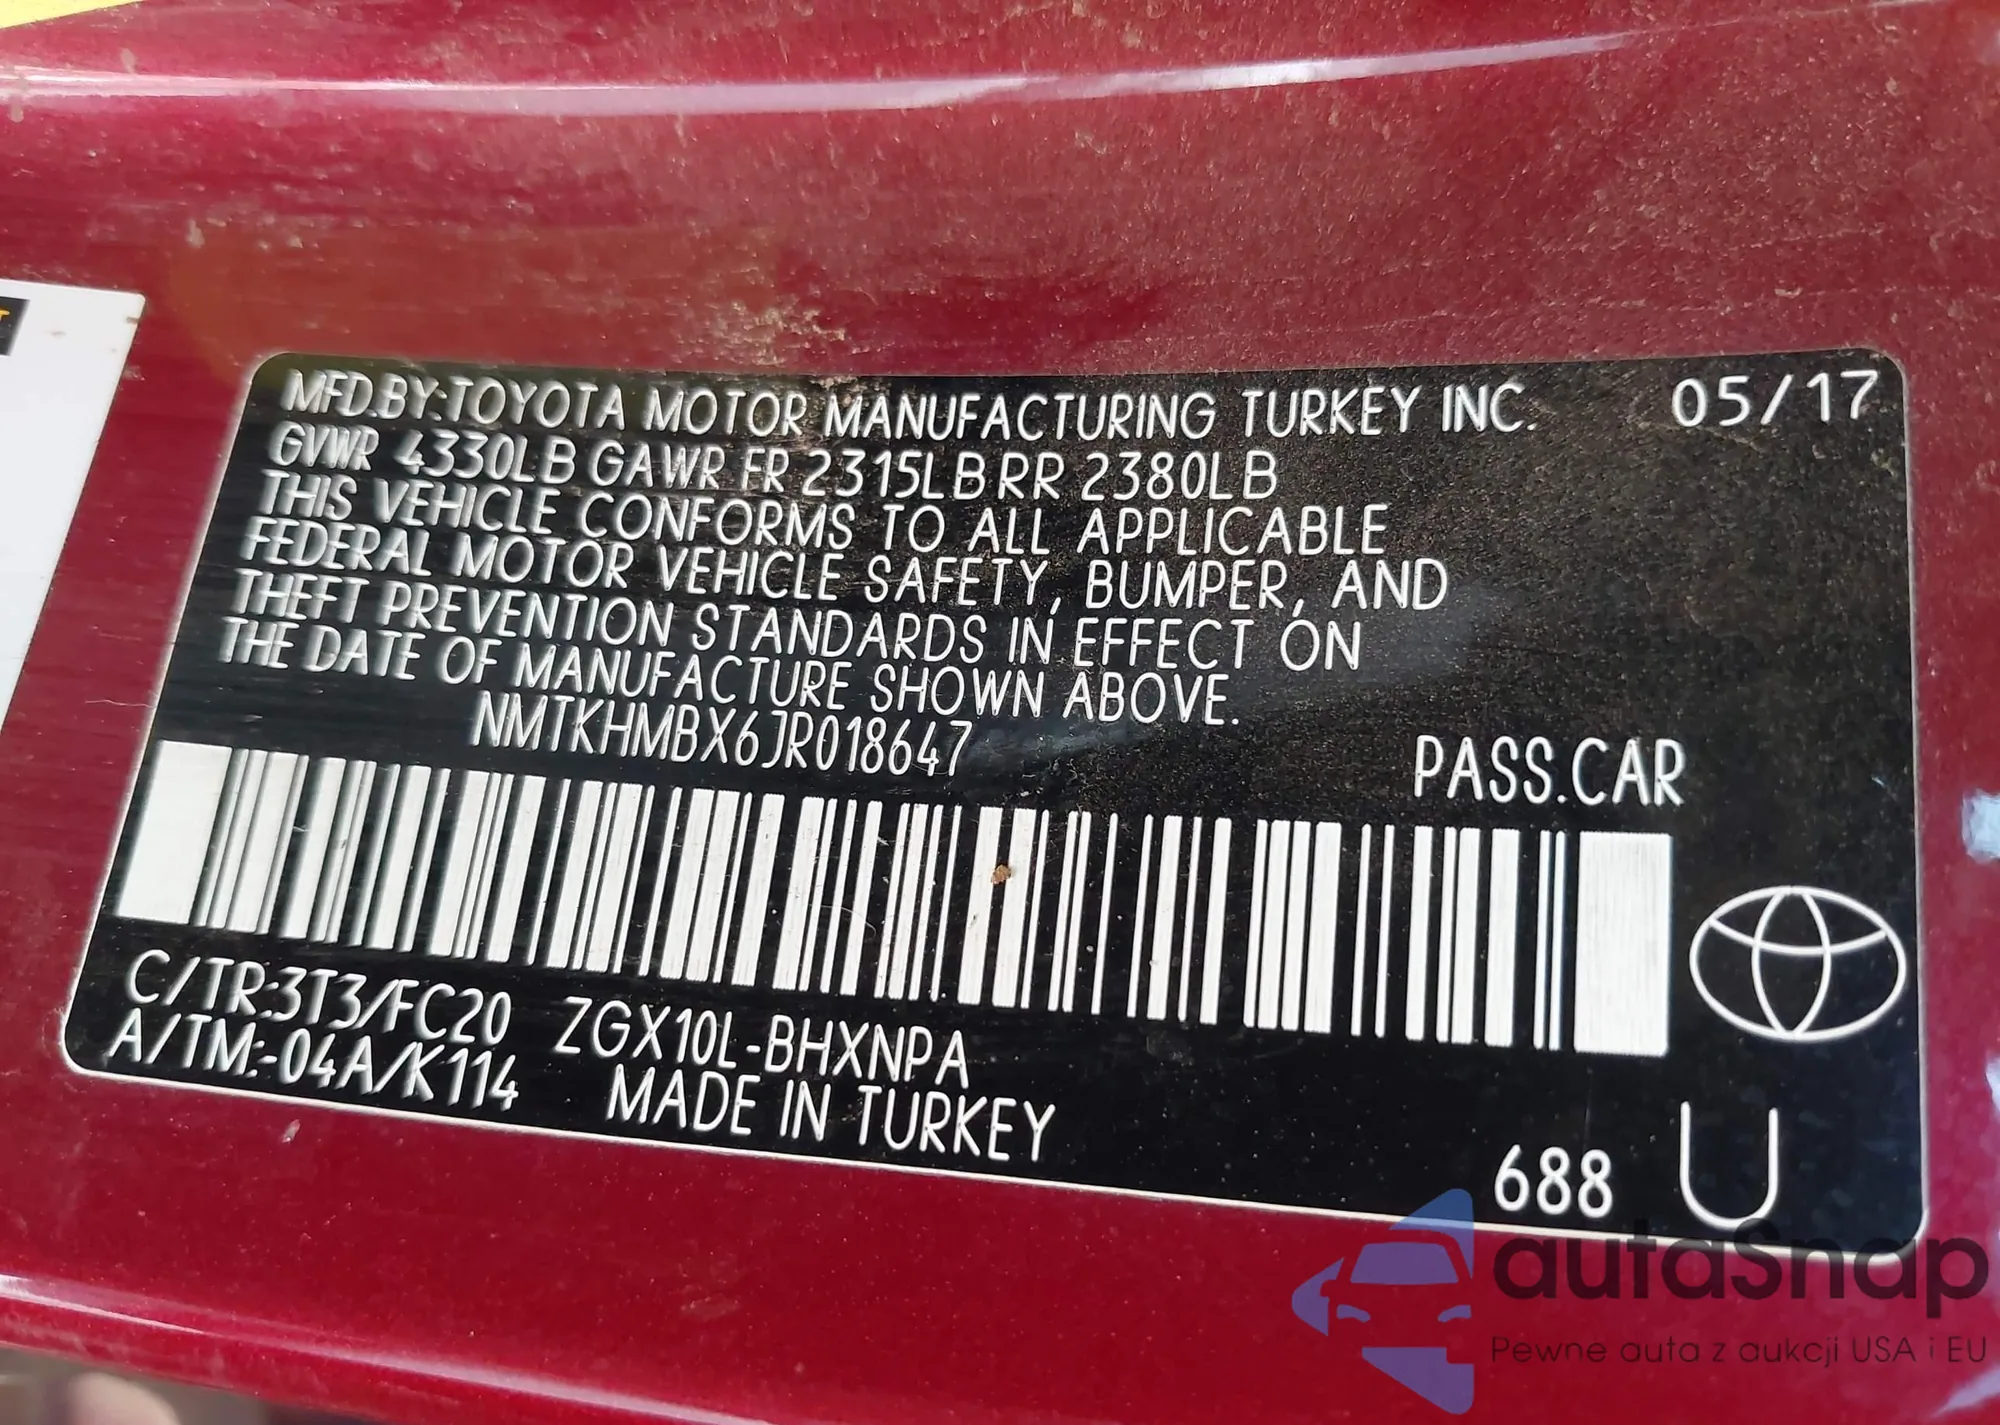 MFD.BY:TOYOTA MOTOR MANUFACTURING TURKEY INC. 05/17
GVWR 4330LB GAWR FR 2315LB RR 2380LB
THIS VEHICLE CONFORMS TO ALL APPLICABLE
FEDERAL MOTOR VEHICLE SAFETY, BUMPER, AND
THEFT PREVENTION STANDARDS IN EFFECT ON
THE DATE OF MANUFACTURE SHOWN ABOVE.
NMTKHMBX6JR018647
PASS.CAR
C/TR:3T3/FC20 ZGX10L-BHXNPA
A/TM:-04A/K114 MADE IN TURKEY
688 U
autaSnap
Pewne auta z aukcji USA i EU